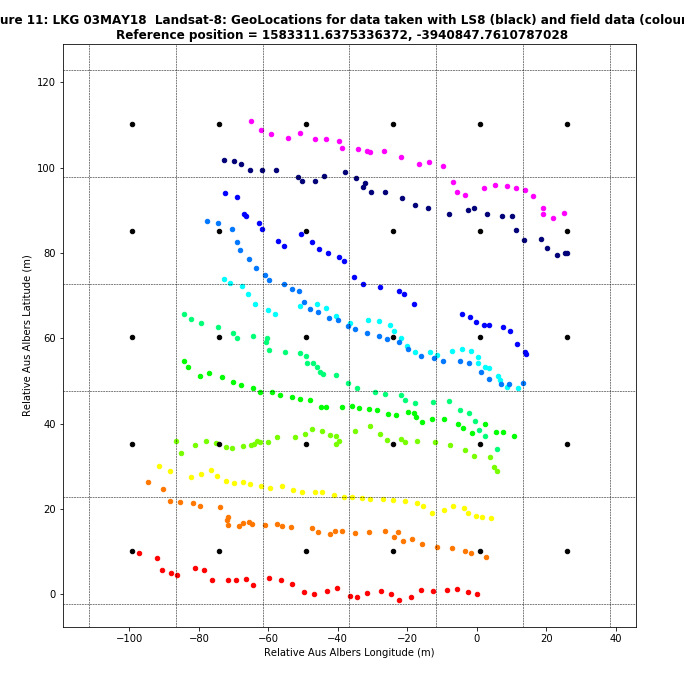 ure 11: LKG 03MAY18 Landsat-8: GeoLocations for data taken with LS8 (black) and field data (colour
Reference position = 1583311.6375336372, -3940847.7610787028
120
100
80
60
40
20
0
Relative Aus Albers Latitude (m)
−100 −80 −60 −40 −20 0 20 40
Relative Aus Albers Longitude (m)